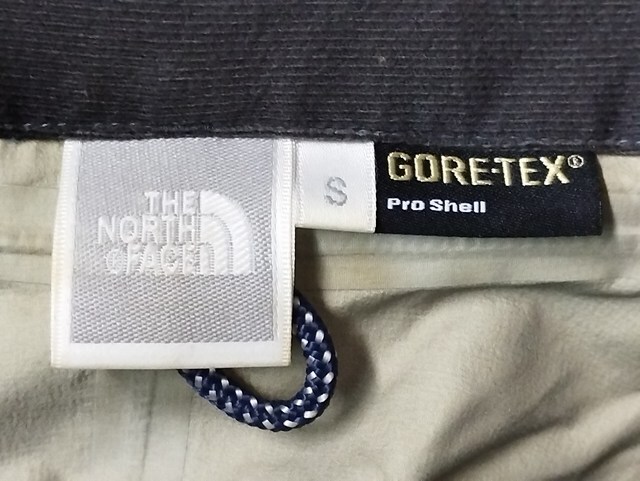 THE
NORTH
FACE
S
GORE-TEX®
Pro Shell